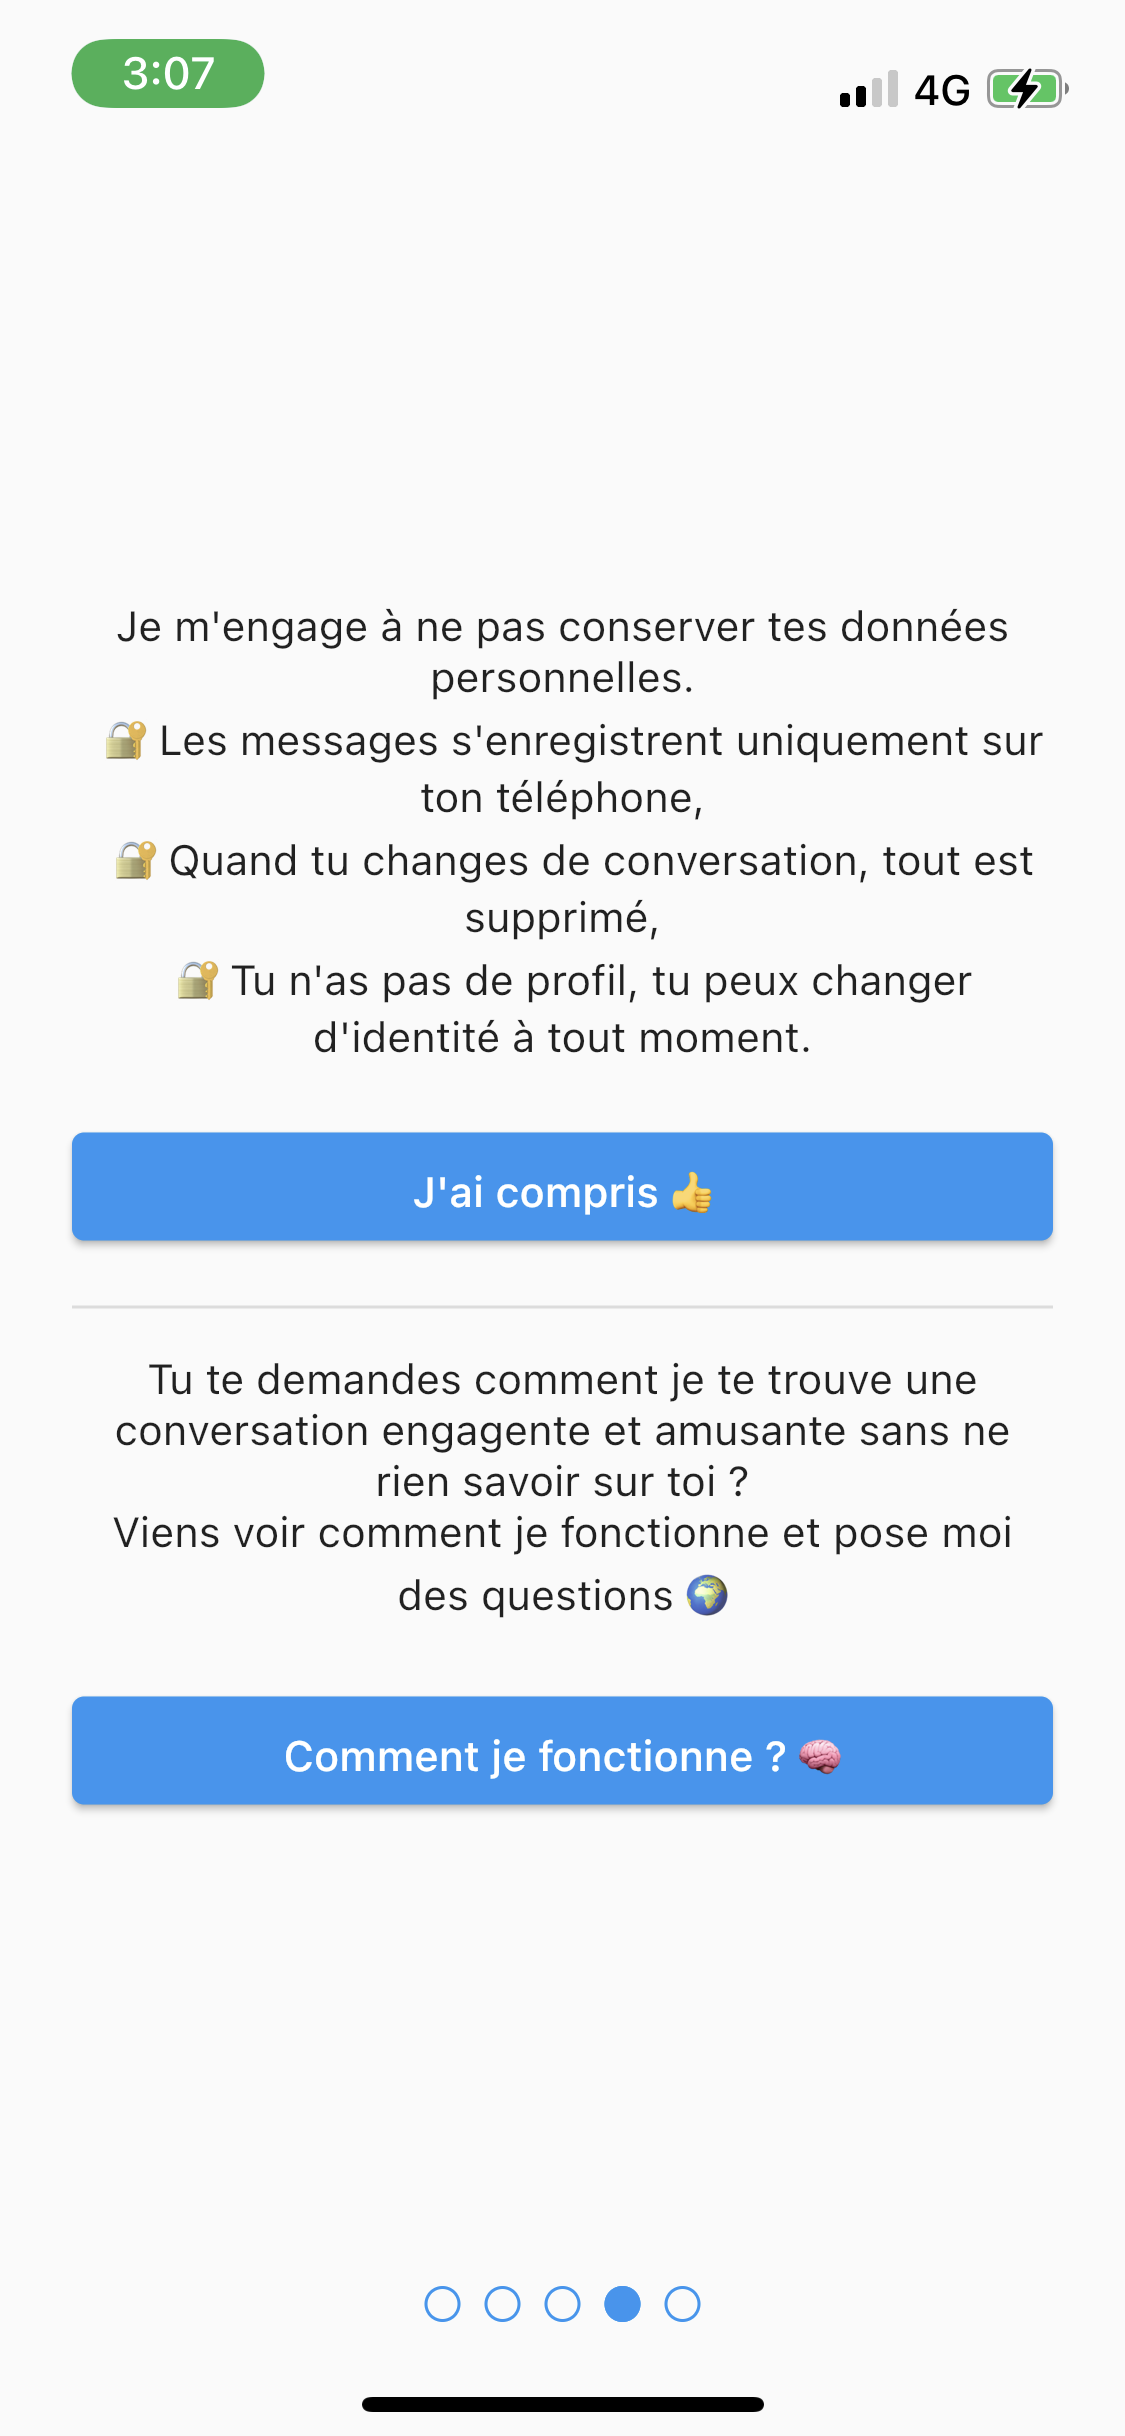 3:07
4G
Je m'engage à ne pas conserver tes données
personnelles.
🔐 Les messages s'enregistrent uniquement sur
ton téléphone,
🔐 Quand tu changes de conversation, tout est
supprimé,
🔐 Tu n'as pas de profil, tu peux changer
d'identité à tout moment.
J'ai compris 👍
Tu te demandes comment je te trouve une
conversation engagente et amusante sans ne
rien savoir sur toi ?
Viens voir comment je fonctionne et pose moi
des questions 🌍
Comment je fonctionne ? 🧠